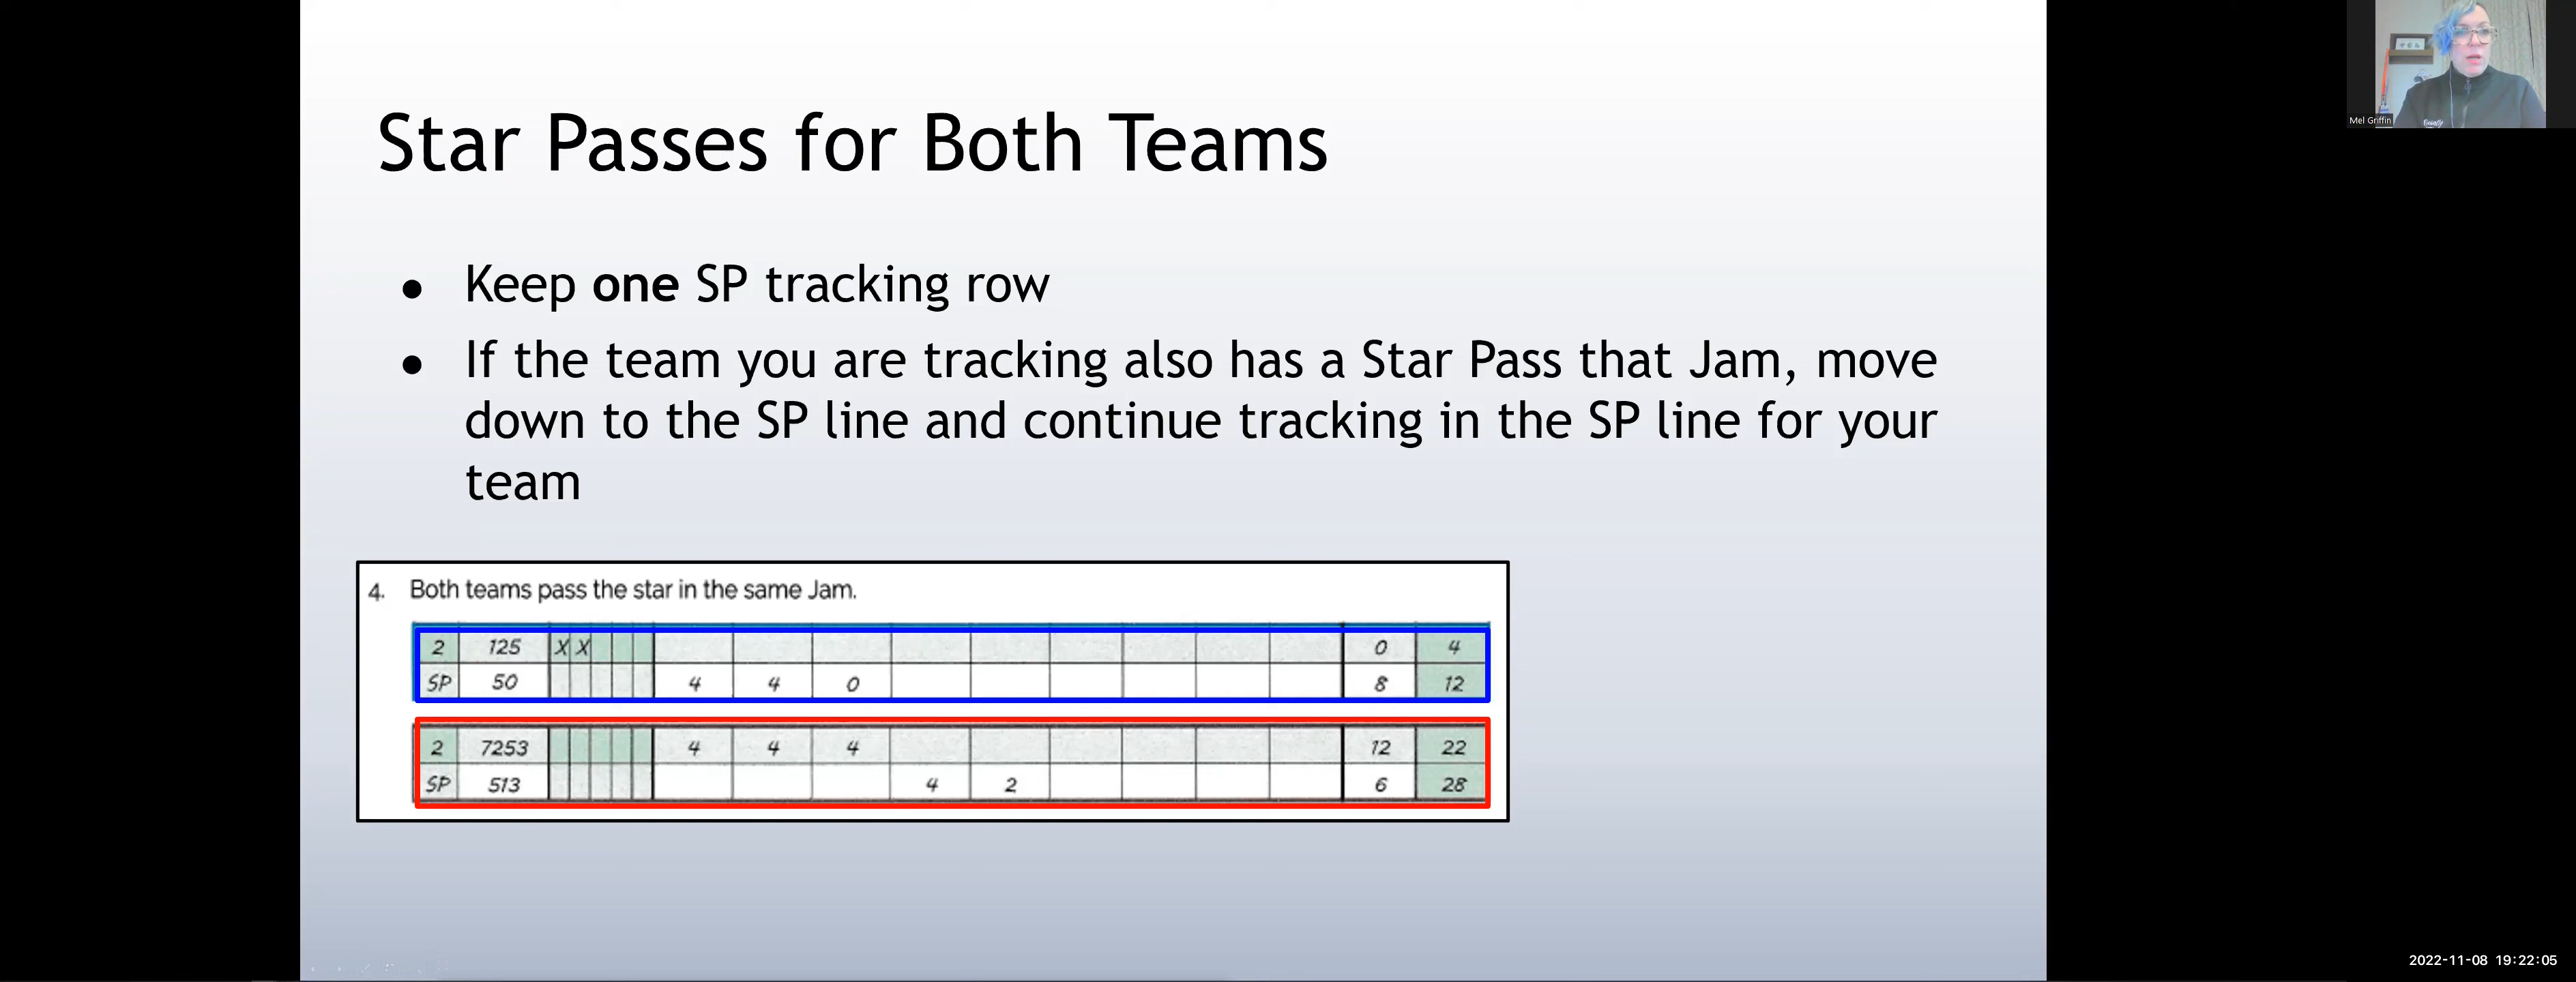 Mel Griffin
Star Passes for Both Teams
● Keep one SP tracking row
● If the team you are tracking also has a Star Pass that Jam, move
down to the SP line and continue tracking in the SP line for your
team
4. Both teams pass the star in the same Jam.
2 125 X X 0 4
SP 50 4 4 0 8 12
2 7253 4 4 4 12 22
SP 513 4 2 6 28
2022-11-08 19:22:05